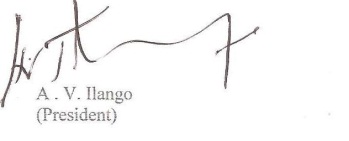 A . V. Ilango
(President)